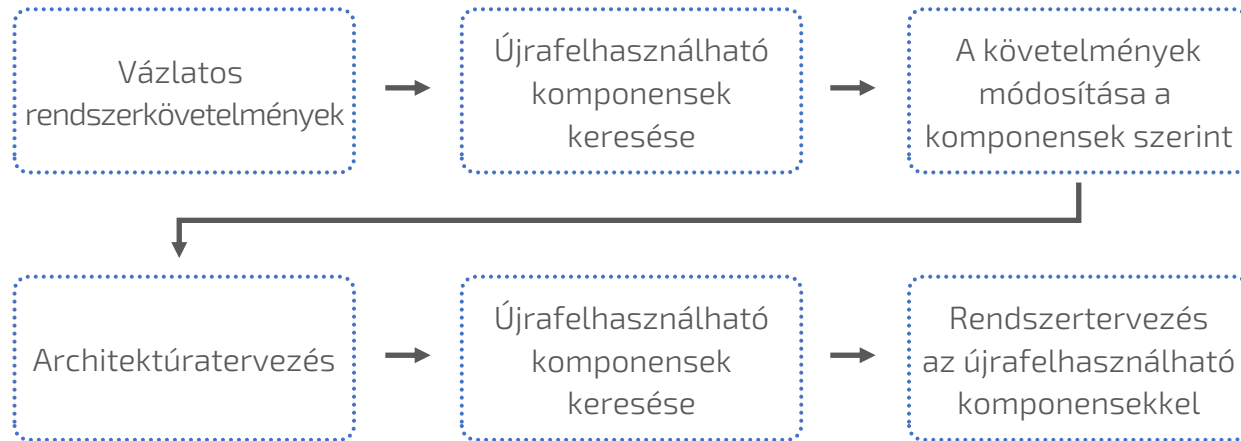 Vázlatos
rendszerkövetelmények
Újrafelhasználható
komponensek
keresése
A követelmények
módosítása a
komponensek szerint
Architektúratervezés
Újrafelhasználható
komponensek
keresése
Rendszertervezés
az újrafelhasználható
komponensekkel